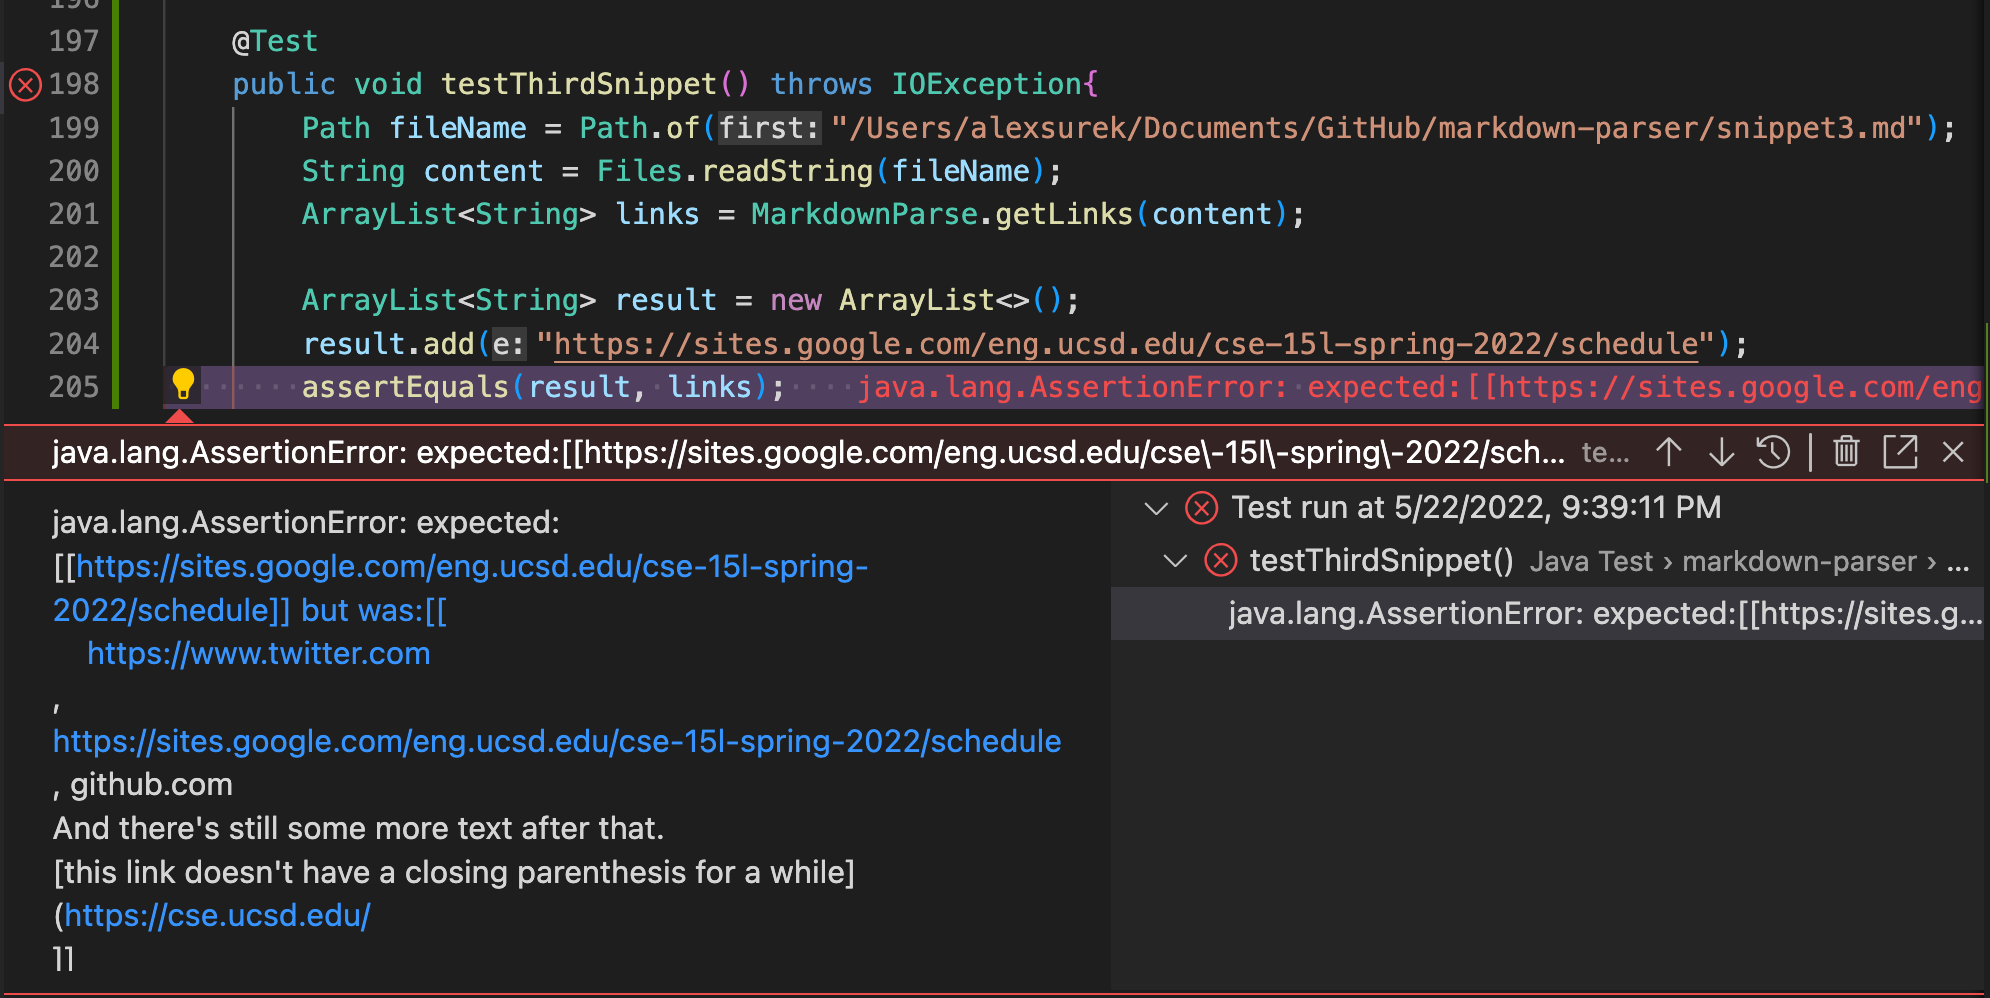 196
197 @Test
198 public void testThirdSnippet() throws IOException{
199 Path fileName = Path.of(first: "/Users/alexsurek/Documents/GitHub/markdown-parser/snippet3.md");
200 String content = Files.readString(fileName);
201 ArrayList<String> links = MarkdownParse.getLinks(content);
202
203 ArrayList<String> result = new ArrayList<>();
204 result.add(e: "https://sites.google.com/eng.ucsd.edu/cse-15l-spring-2022/schedule");
205 assertEquals(result, links); java.lang.AssertionError: expected:[[https://sites.google.com/eng
java.lang.AssertionError: expected:[[https://sites.google.com/eng.ucsd.edu/cse\-15l\-spring\-2022/sch... te...
java.lang.AssertionError: expected:
[[https://sites.google.com/eng.ucsd.edu/cse-15l-spring-
2022/schedule]] but was:[[
https://www.twitter.com
,
https://sites.google.com/eng.ucsd.edu/cse-15l-spring-2022/schedule
, github.com
And there's still some more text after that.
[this link doesn't have a closing parenthesis for a while]
(https://cse.ucsd.edu/
]]
Test run at 5/22/2022, 9:39:11 PM
testThirdSnippet() Java Test › markdown-parser › ...
java.lang.AssertionError: expected:[[https://sites.g...